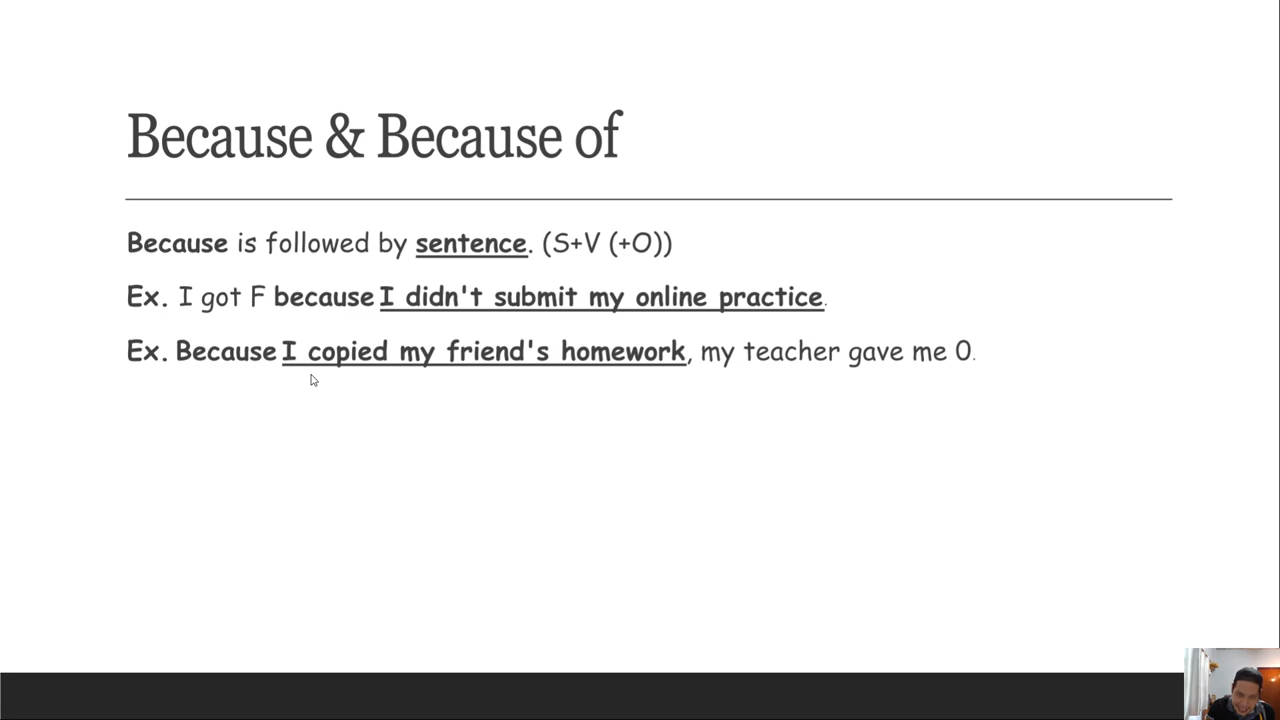 Because & Because of
Because is followed by sentence. (S+V (+O))
Ex. I got F because I didn't submit my online practice.
Ex. Because I copied my friend's homework, my teacher gave me 0.